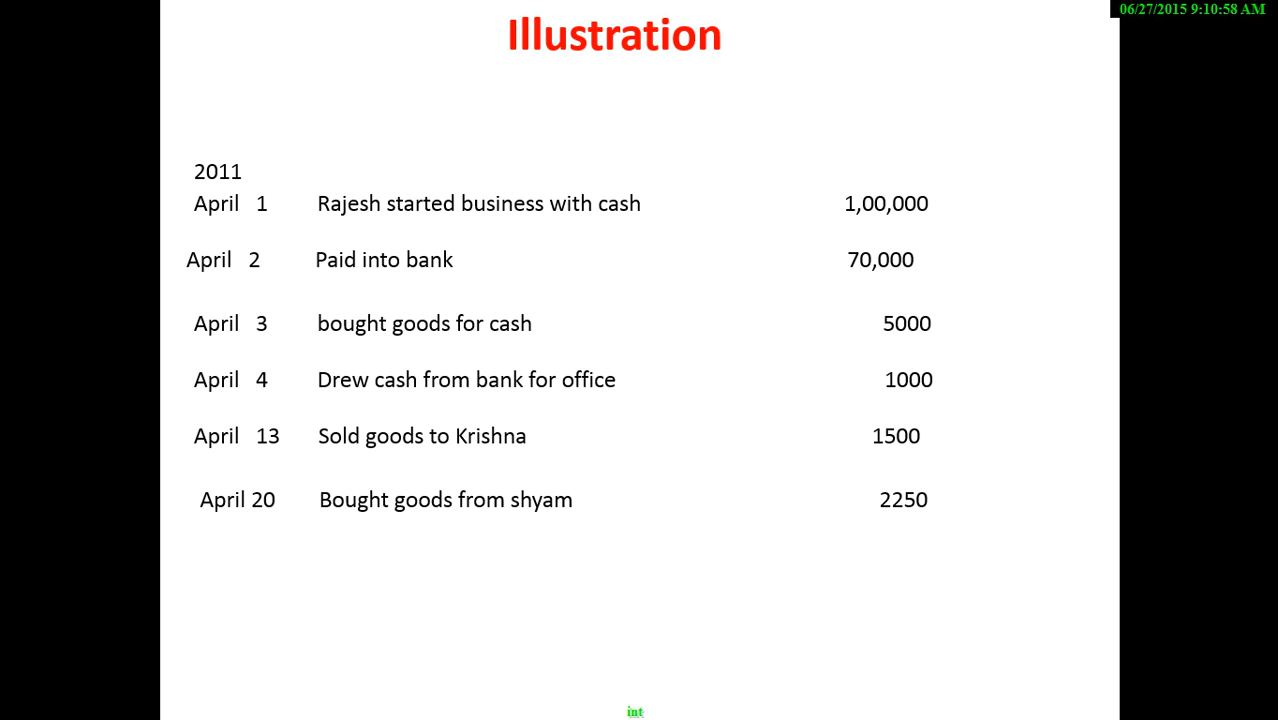 06/27/2015 9:10:58 AM
Illustration
2011
April 1 Rajesh started business with cash 1,00,000
April 2 Paid into bank 70,000
April 3 bought goods for cash 5000
April 4 Drew cash from bank for office 1000
April 13 Sold goods to Krishna 1500
April 20 Bought goods from shyam 2250
int